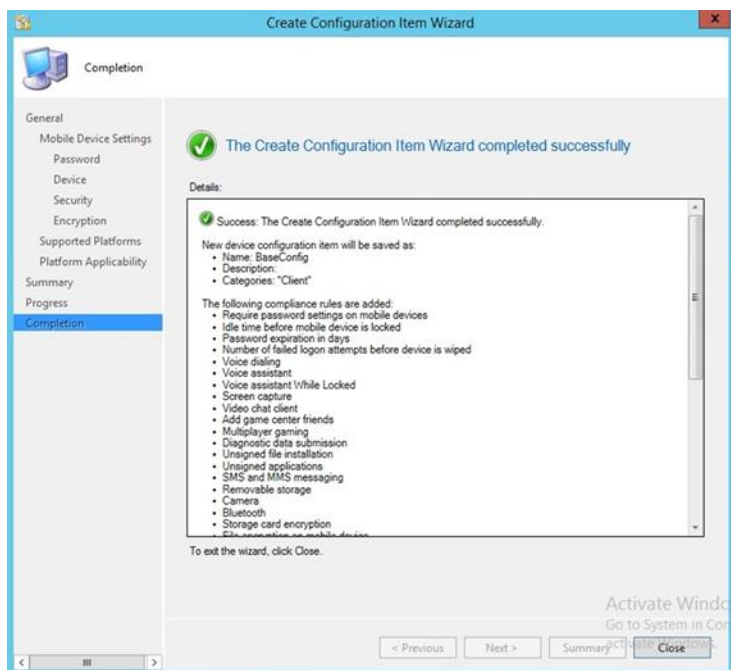 Create Configuration Item Wizard
x
Completion
General
Mobile Device Settings
Password
Device
Security
Encryption
Supported Platforms
Platform Applicability
Summary
Progress
Completion
The Create Configuration Item Wizard completed successfully
Details:
Success: The Create Configuration Item Wizard completed successfully.
New device configuration item will be saved as:
• Name: BaseConfig
• Description:
• Categories: "Client"
The following compliance rules are added:
• Require password settings on mobile devices
• Idle time before mobile device is locked
• Password expiration in days
• Number of failed logon attempts before device is wiped
• Voice dialing
• Voice assistant
• Voice assistant While Locked
• Screen capture
• Video chat client
• Add game center friends
• Multiplayer gaming
• Diagnostic data submission
• Unsigned file installation
• Unsigned applications
• SMS and MMS messaging
• Removable storage
• Camera
• Bluetooth
• Storage card encryption
• File encryption on mobile device
To exit the wizard, click Close.
Activate Windo
Go to System in Con
activate Windows.
< Previous
Next >
Summary
Close